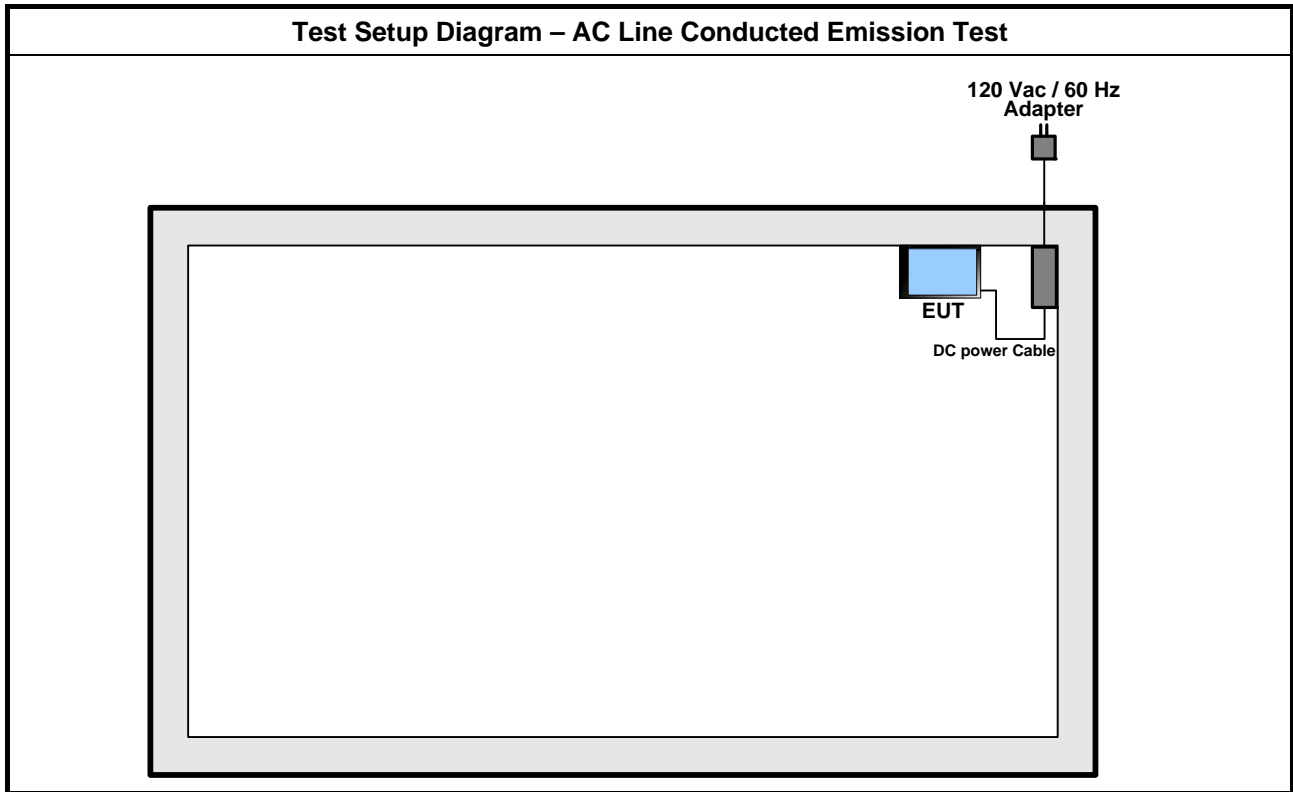 Test Setup Diagram – AC Line Conducted Emission Test
120 Vac / 60 Hz
Adapter
EUT
DC power Cable